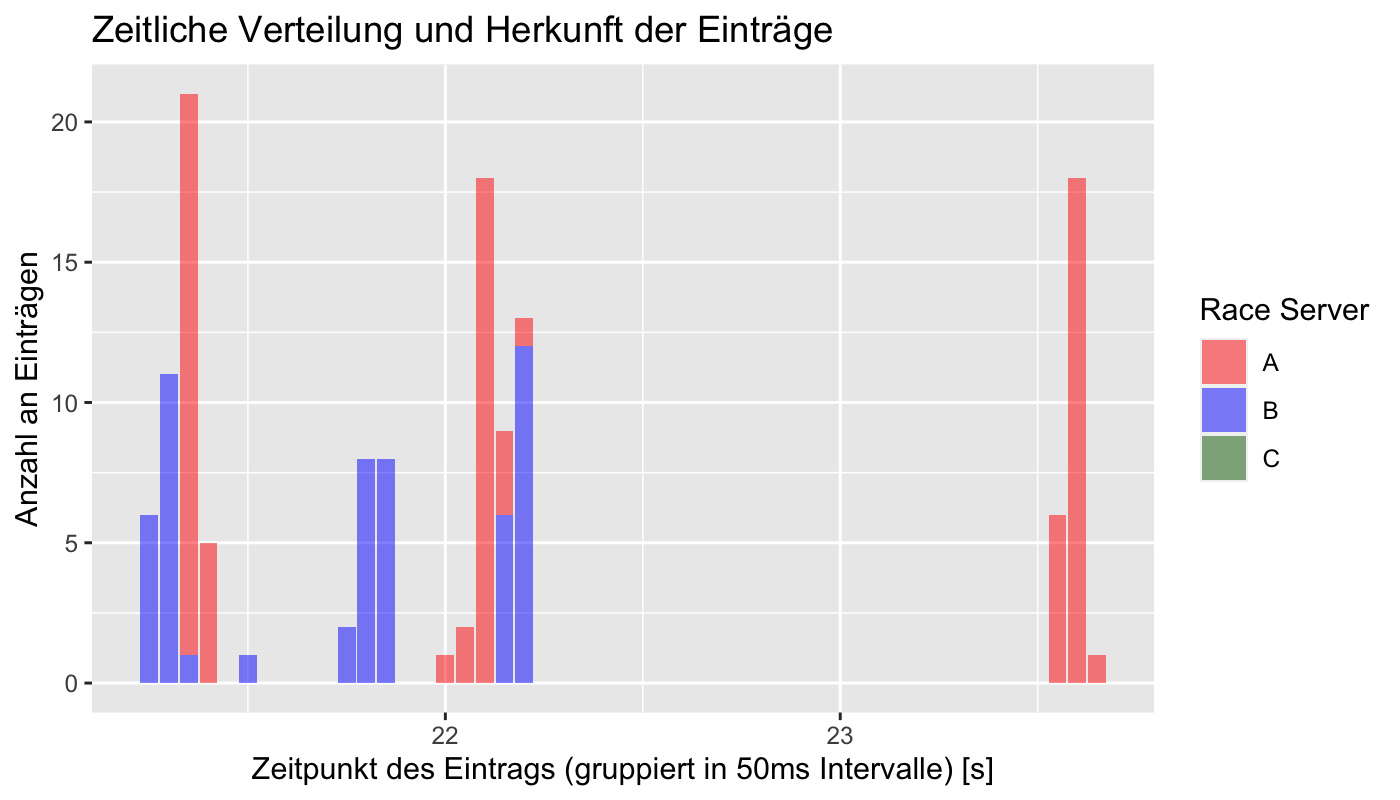 Zeitliche Verteilung und Herkunft der Einträge
Anzahl an Einträgen
20
15
10
5
0
22
23
Zeitpunkt des Eintrags (gruppiert in 50ms Intervalle) [s]
Race Server
A
B
C